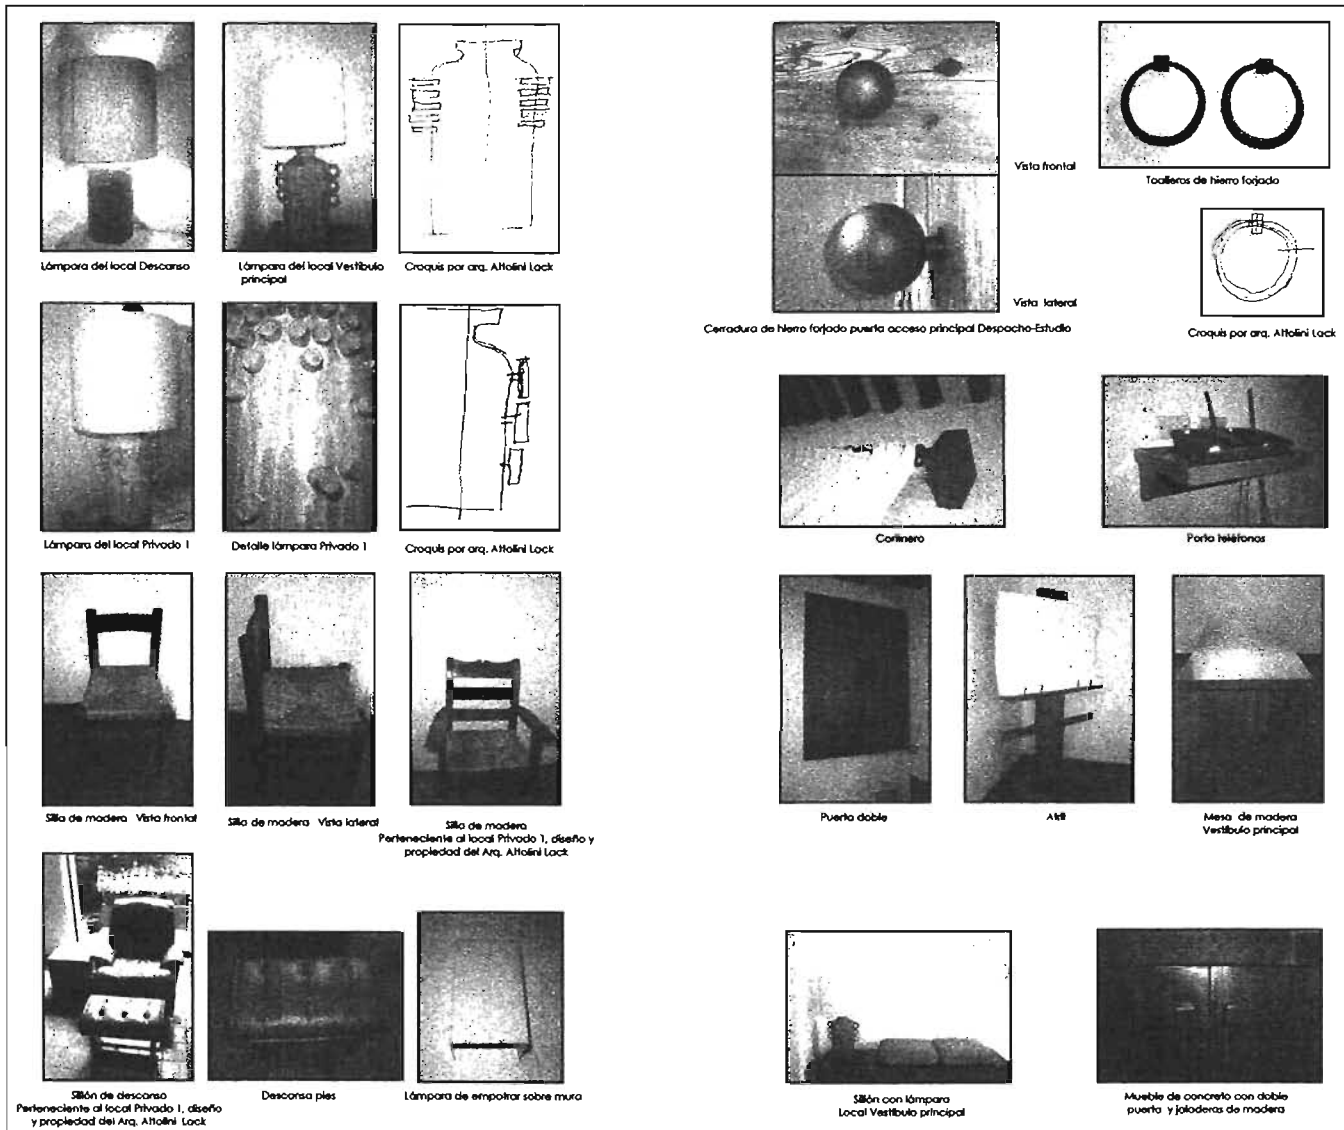 Lámpara del local Descanso
Lámpara del local Vestíbulo
principal
Croquis por arq. Attolini Lack
Lámpara del local Privado 1
Detalle lámpara Privado 1
Croquis por arq. Attolini Lack
Silla de madera Vista frontal
Silla de madera Vista lateral
Silla de madera
Perteneciente al local Privado 1, diseño y
propiedad del Arq. Attolini Lack
Sillón de descanso
Perteneciente al local Privado 1, diseño
y propiedad del Arq. Attolini Lack
Descansa pies
Lámpara de empotrar sobre muro
Vista frontal
Vista lateral
Cerradura de hierro forjado puerta acceso principal Despacho-Estudio
Toalleros de hierro forjado
Croquis por arq. Attolini Lack
Cortinero
Porta teléfonos
Puerta doble
Atril
Mesa de madera
Vestíbulo principal
Sillón con lámpara
Local Vestíbulo principal
Mueble de concreto con doble
puerta y jaladeras de madera